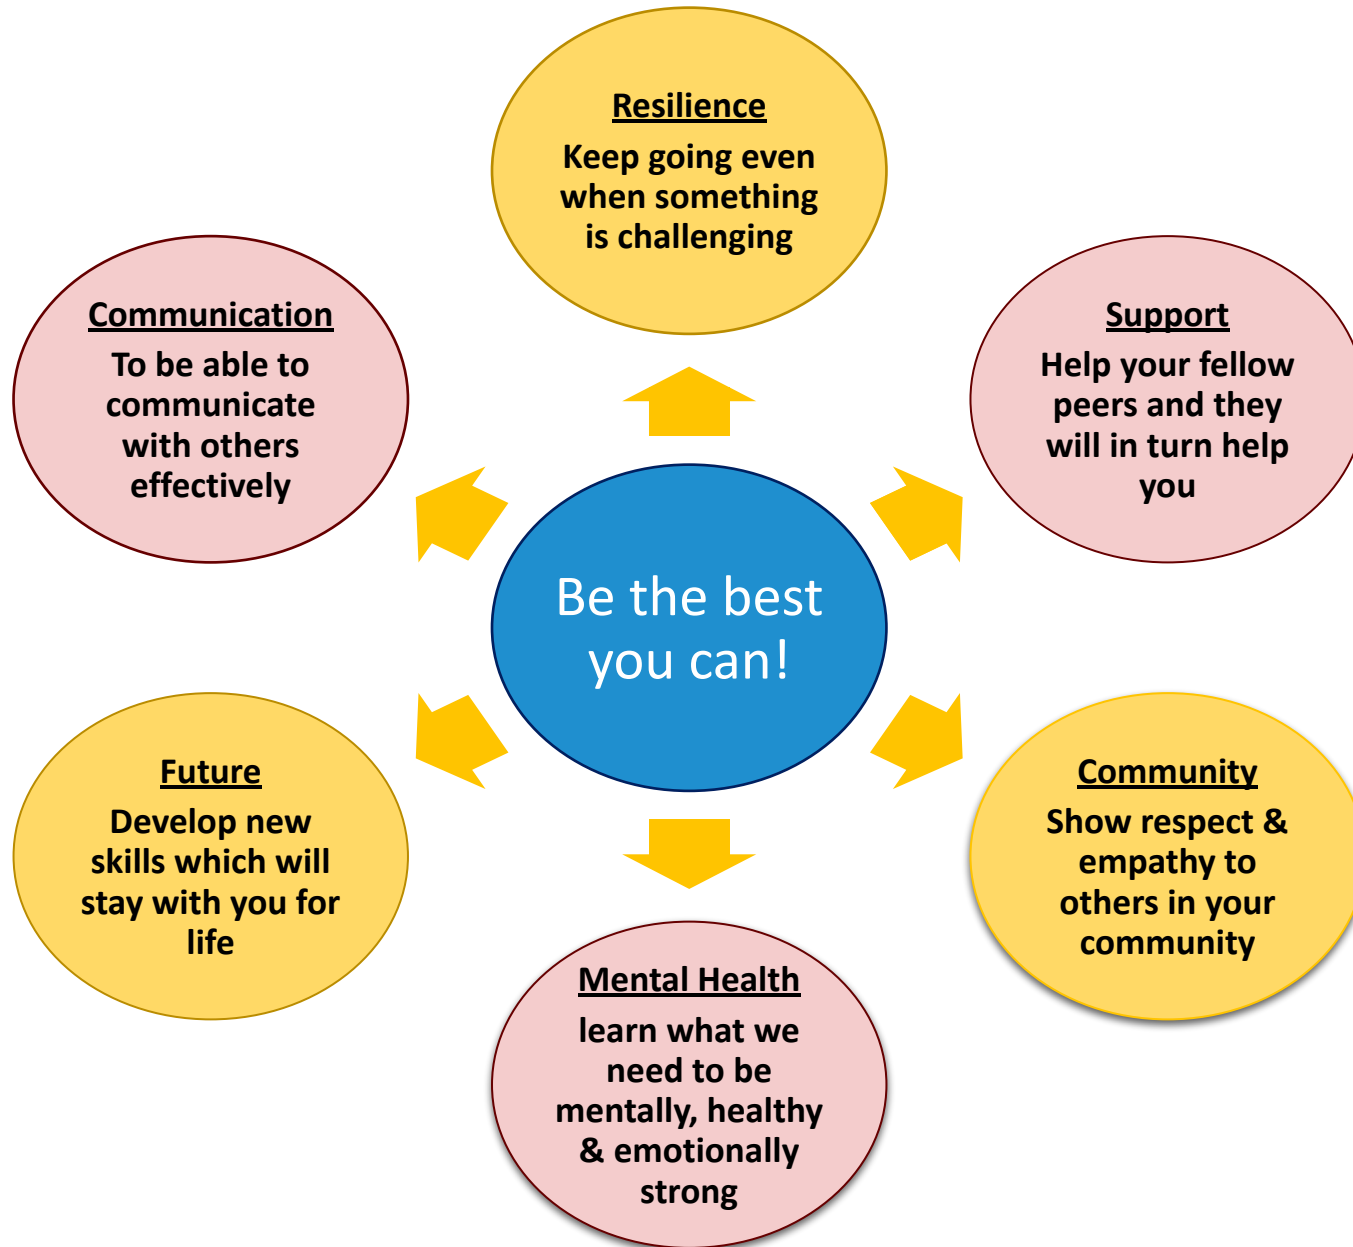 Resilience
Keep going even
when something
is challenging
Communication
To be able to
communicate
with others
effectively
Support
Help your fellow
peers and they
will in turn help
you
Be the best
you can!
Future
Develop new
skills which will
stay with you for
life
Community
Show respect &
empathy to
others in your
community
Mental Health
learn what we
need to be
mentally, healthy
& emotionally
strong